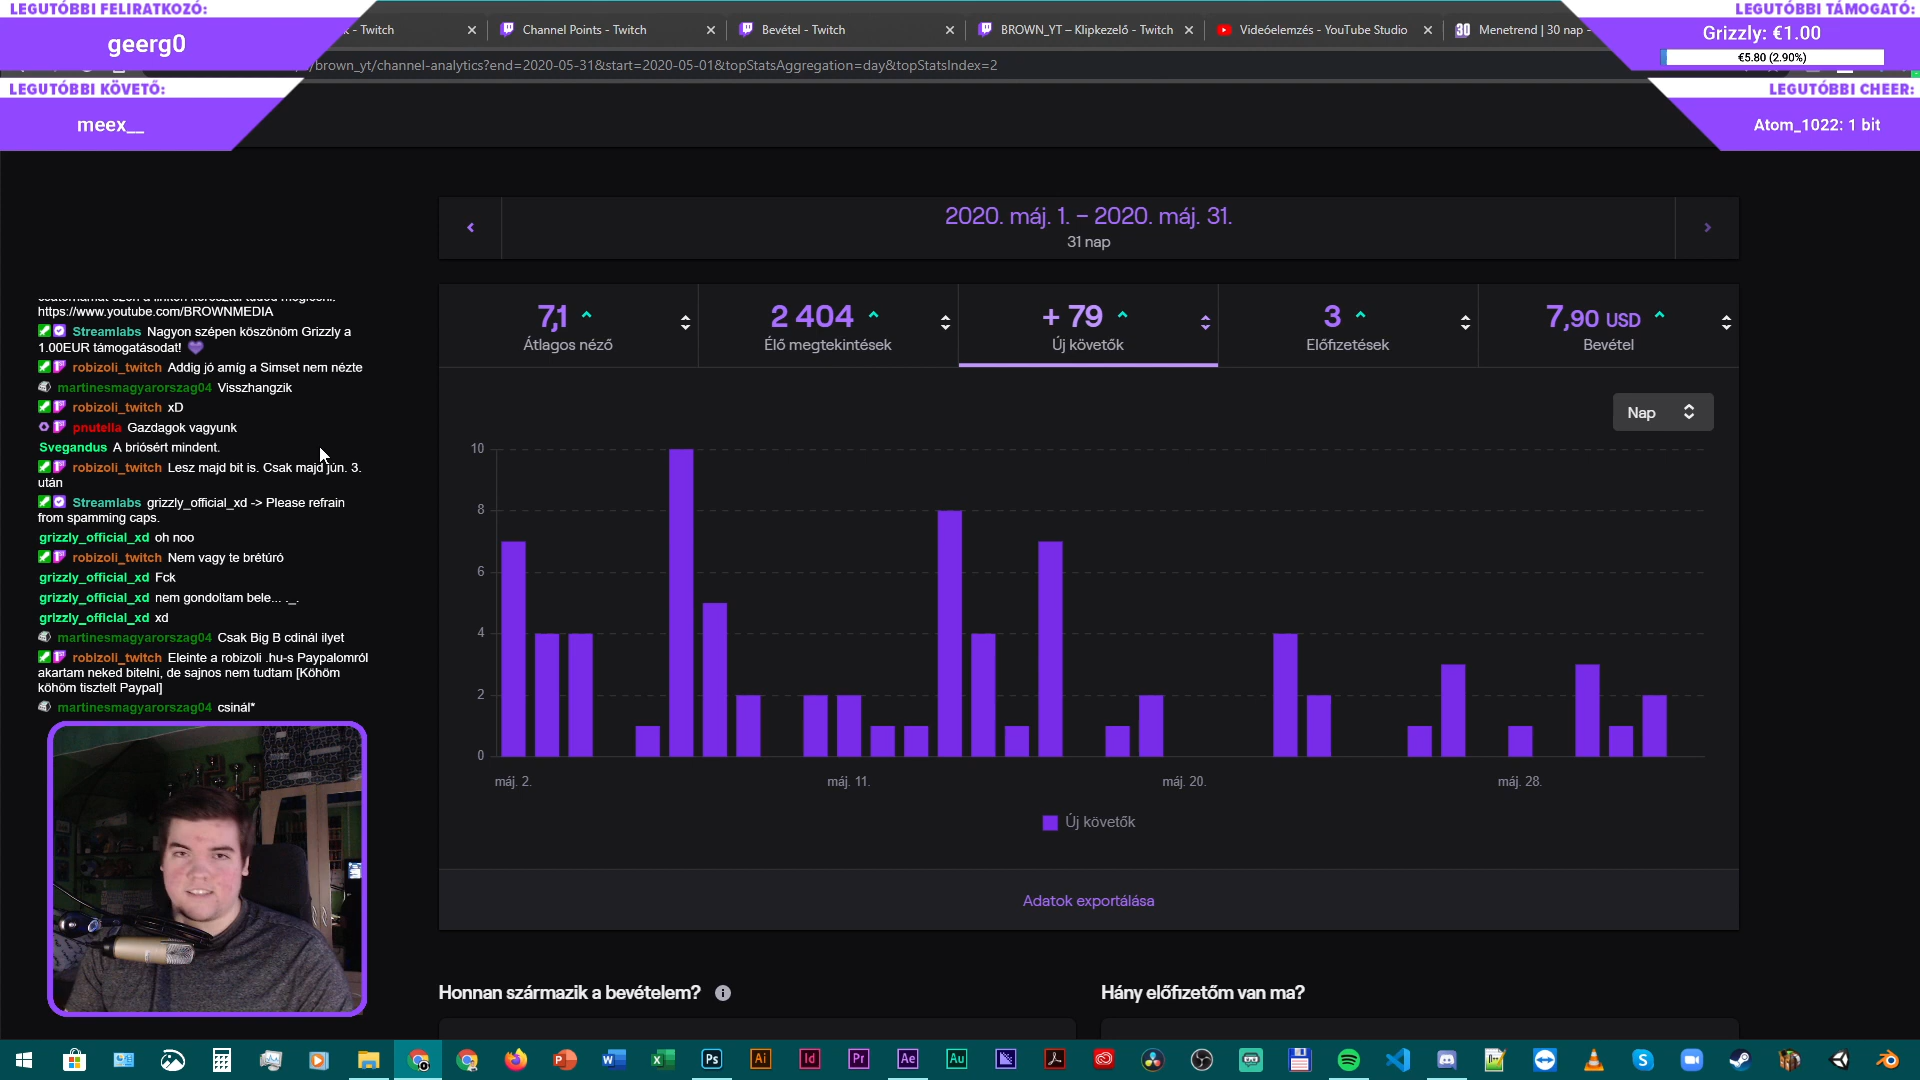 LEGUTÓBBI FELIRATKOZÓ:
geerg0
LEGUTÓBBI KÖVETŐ:
meex__
- Twitch
Channel Points - Twitch
Bevétel - Twitch
BROWN_YT – Klipkezelő - Twitch
Videóelemzés - YouTube Studio
Menetrend | 30 nap -
/brown_yt/channel-analytics?end=2020-05-31&start=2020-05-01&topStatsAggregation=day&topStatsIndex=2
LEGUTÓBBI TÁMOGATÓ:
Grizzly: €1.00
€5.80 (2.90%)
LEGUTÓBBI CHEER:
Atom_1022: 1 bit
2020. máj. 1. – 2020. máj. 31.
31 nap
7,1
Átlagos néző
2 404
Élő megtekintések
+ 79
Új követők
3
Előfizetések
7,90 USD
Bevétel
Nap
10
8
6
4
2
0
máj. 2.
máj. 11.
máj. 20.
máj. 28.
Új követők
Adatok exportálása
Honnan származik a bevételem?
Hány előfizetőm van ma?
https://www.youtube.com/BROWNMEDIA
Streamlabs Nagyon szépen köszönöm Grizzly a
1.00EUR támogatásodat!
robizoli_twitch Addig jó amíg a Simset nem nézte
martinesmagyarorszag04 Visszhangzik
robizoli_twitch xD
pnutella Gazdagok vagyunk
Svegandus A briósért mindent.
robizoli_twitch Lesz majd bit is. Csak majd jún. 3.
után
Streamlabs grizzly_official_xd -> Please refrain
from spamming caps.
grizzly_official_xd oh noo
robizoli_twitch Nem vagy te brétúró
grizzly_official_xd Fck
grizzly_official_xd nem gondoltam bele... ._.
grizzly_official_xd xd
martinesmagyarorszag04 Csak Big B cdinál ilyet
robizoli_twitch Eleinte a robizoli .hu-s Paypalomról
akartam neked bitelni, de sajnos nem tudtam [Köhöm
köhöm tisztelt Paypal]
martinesmagyarorszag04 csinál*